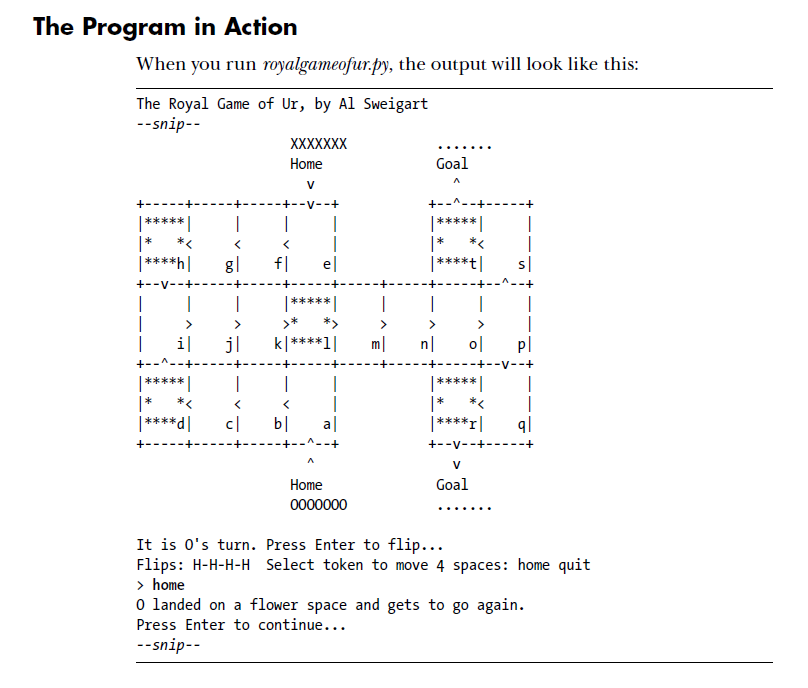 The Program in Action
When you run royalgameofur.py, the output will look like this:
The Royal Game of Ur, by Al Sweigart
--snip--
                   XXXXXXX           .......
                   Home              Goal
                     v                 ^
+-----+-----+-----+--v--+           +--^--+-----+
|*****|     |     |     |           |*****|     |
|*   *<     <     <     |           |*   *<     |
|****h|    g|    f|    e|           |****t|    s|
+--v--+-----+-----+-----+-----+-----+-----+--^--+
|     |     |     |*****|     |     |     |     |
|     >     >     >*   *>     >     >     >     |
|    i|    j|    k|****l|    m|    n|    o|    p|
+--^--+-----+-----+-----+-----+-----+-----+--v--+
|*****|     |     |     |           |*****|     |
|*   *<     <     <     |           |*   *<     |
|****d|    c|    b|    a|           |****r|    q|
+-----+-----+-----+--^--+           +--v--+-----+
                     ^                 v
                   Home              Goal
                   OOOOOOO           .......
It is O's turn. Press Enter to flip...
Flips: H-H-H-H  Select token to move 4 spaces: home quit
> home
O landed on a flower space and gets to go again.
Press Enter to continue...
--snip--